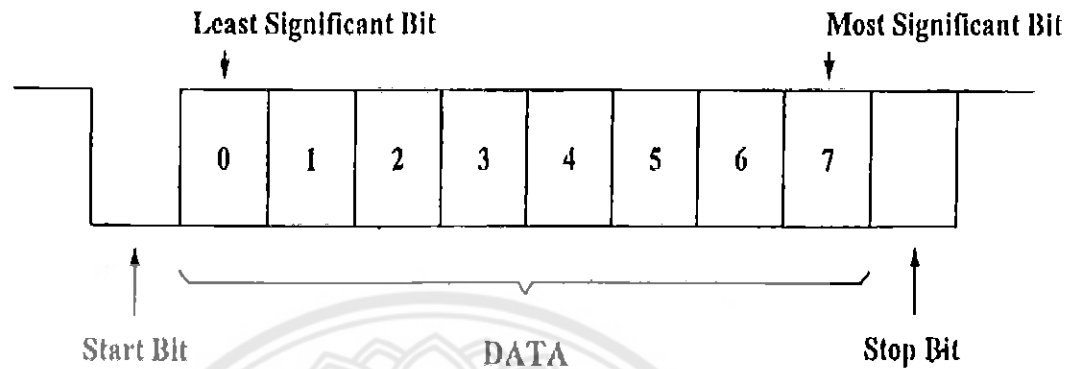 Least Significant Bit
Most Significant Bit
0 1 2 3 4 5 6 7
Start Bit
DATA
Stop Bit